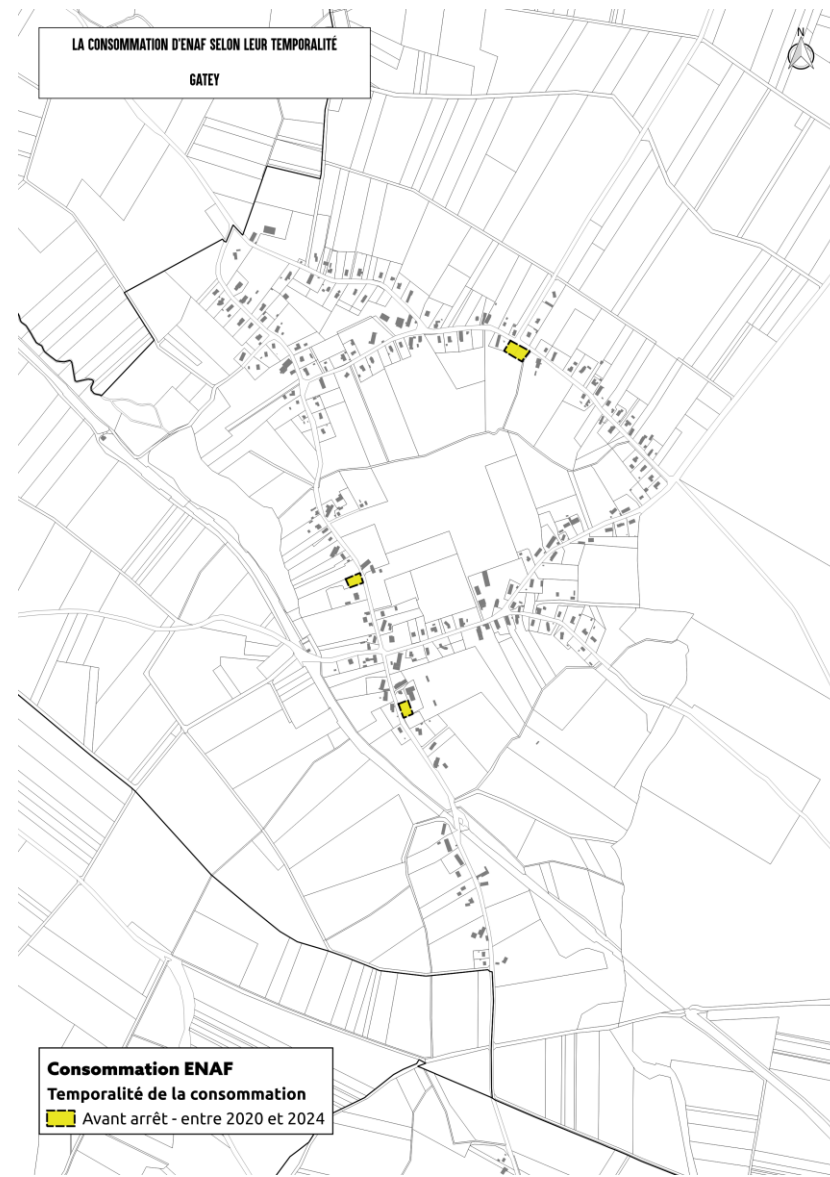 LA CONSOMMATION D'ENAF SELON LEUR TEMPORALITÉ
GATEY
N
Consommation ENAF
Temporalité de la consommation
Avant arrêt - entre 2020 et 2024